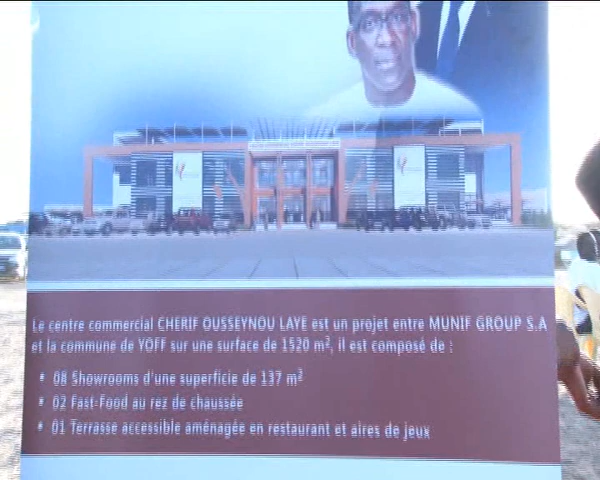 Le centre commercial CHERIF OUSSEYNOU LAYE est un projet entre MUNIF GROUP S.A
et la commune de YOFF sur une surface de 1520 m², il est composé de :
• 08 Showrooms d'une superficie de 137 m²
• 02 Fast-Food au rez de chaussée
• 01 Terrasse accessible aménagée en restaurant et aires de jeux